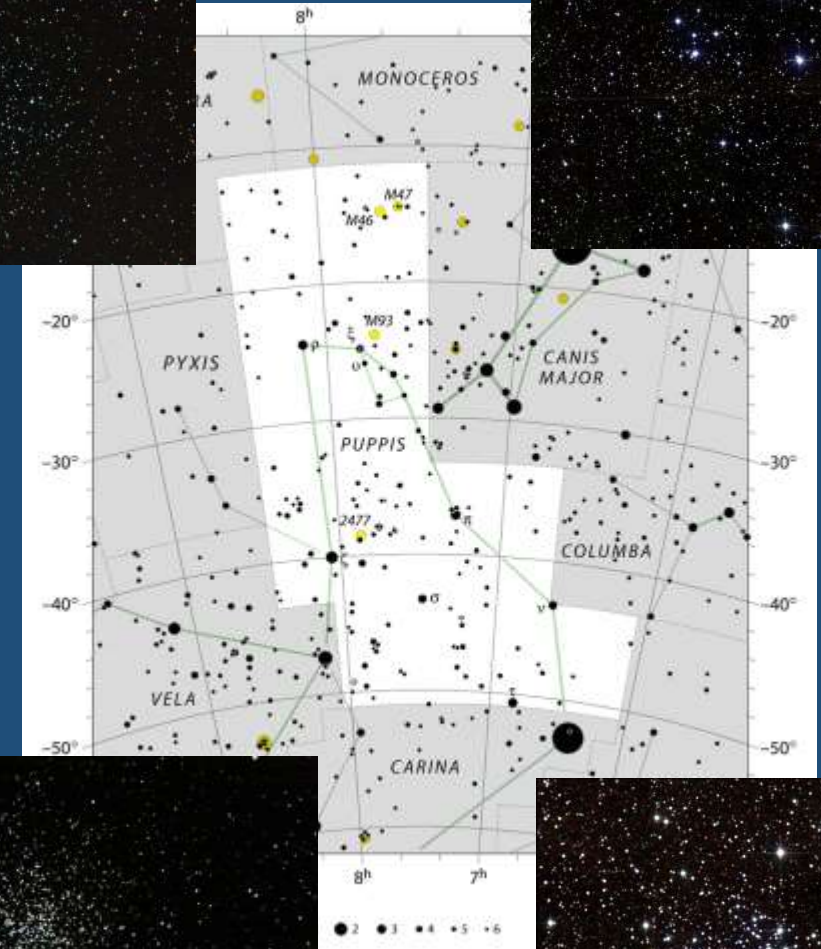 8h
MONOCEROS
RA
M47
M46
−20°
−20°
M93
ξ
ρ
ο
PYXIS
CANIS
MAJOR
−30°
PUPPIS
−30°
2477
π
COLUMBA
ζ
−40°
σ
ν
−40°
VELA
τ
−50°
−50°
CARINA
8h
7h
2 3 4 5 6